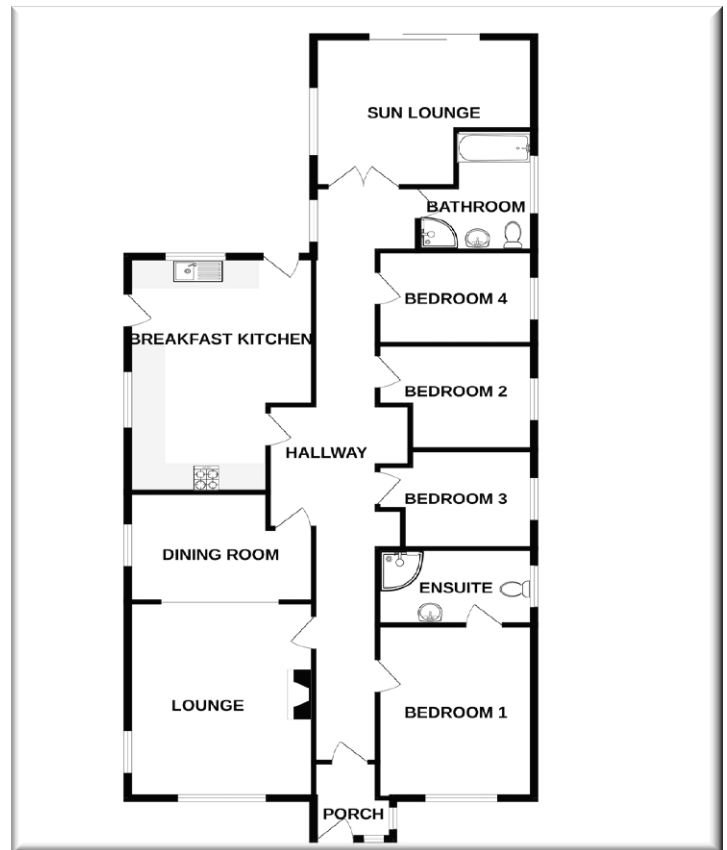 SUN LOUNGE
BATHROOM
BEDROOM 4
BREAKFAST KITCHEN
BEDROOM 2
HALLWAY
BEDROOM 3
DINING ROOM
ENSUITE
LOUNGE
BEDROOM 1
PORCH